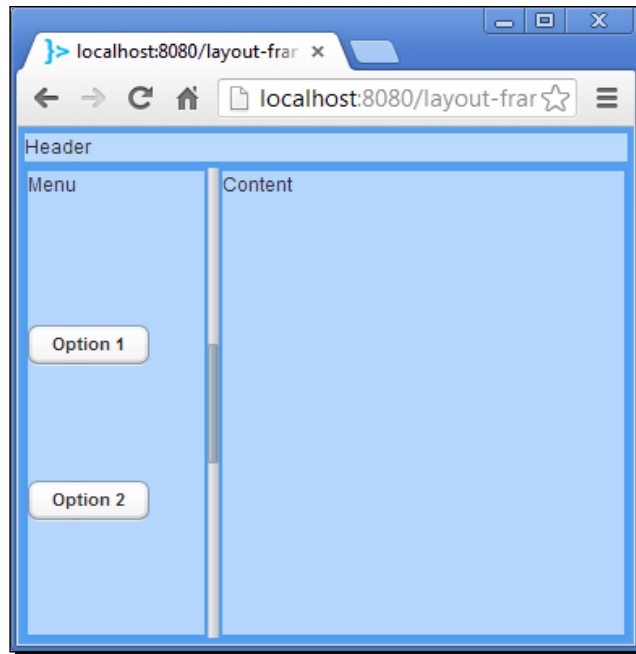 }> localhost:8080/layout-frar ×
localhost:8080/layout-frar
Header
Menu
Content
Option 1
Option 2